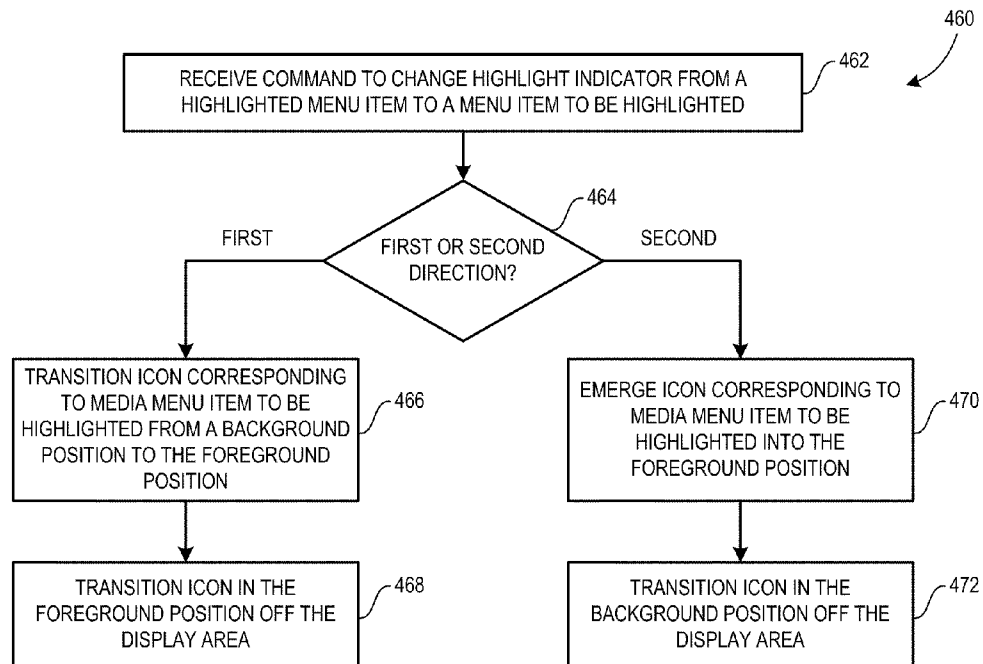 460
RECEIVE COMMAND TO CHANGE HIGHLIGHT INDICATOR FROM A
HIGHLIGHTED MENU ITEM TO A MENU ITEM TO BE HIGHLIGHTED
462
464
FIRST
FIRST OR SECOND
DIRECTION?
SECOND
TRANSITION ICON CORRESPONDING
TO MEDIA MENU ITEM TO BE
HIGHLIGHTED FROM A BACKGROUND
POSITION TO THE FOREGROUND
POSITION
466
EMERGE ICON CORRESPONDING TO
MEDIA MENU ITEM TO BE
HIGHLIGHTED INTO THE
FOREGROUND POSITION
470
TRANSITION ICON IN THE
FOREGROUND POSITION OFF THE
DISPLAY AREA
468
TRANSITION ICON IN THE
BACKGROUND POSITION OFF THE
DISPLAY AREA
472